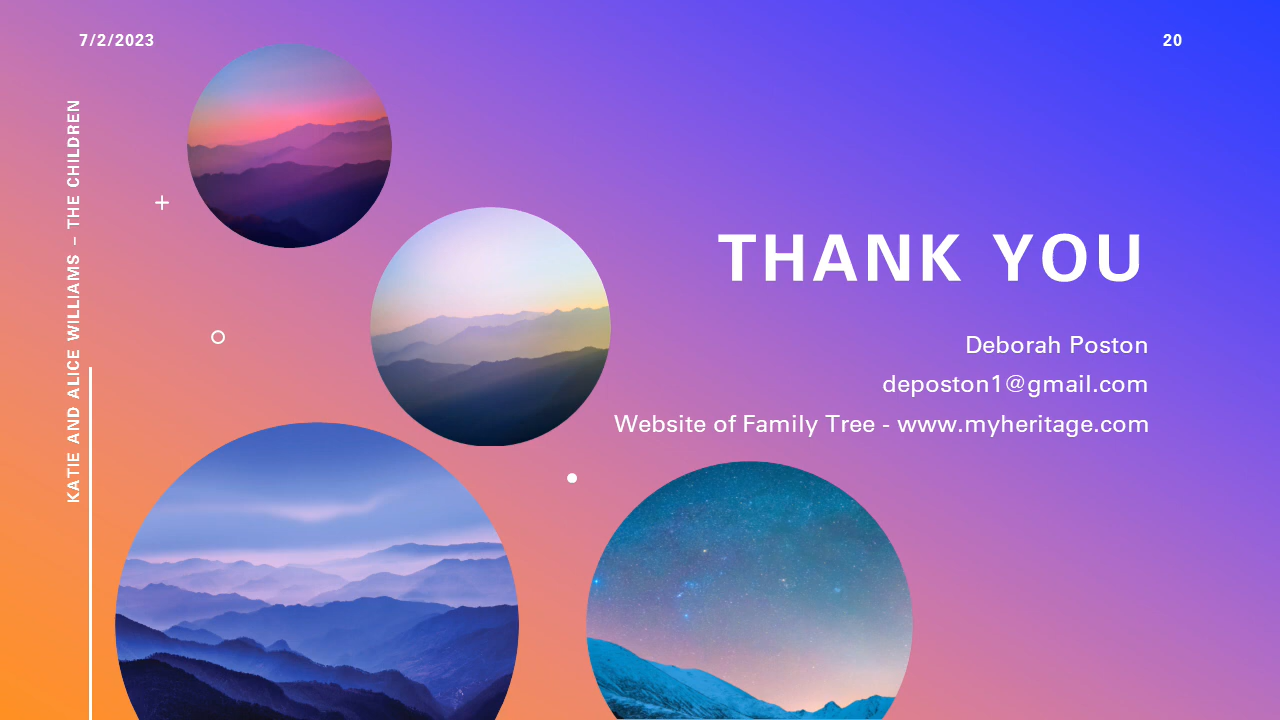 7/2/2023
20
KATIE AND ALICE WILLIAMS – THE CHILDREN
THANK YOU
Deborah Poston
deposton1@gmail.com
Website of Family Tree - www.myheritage.com